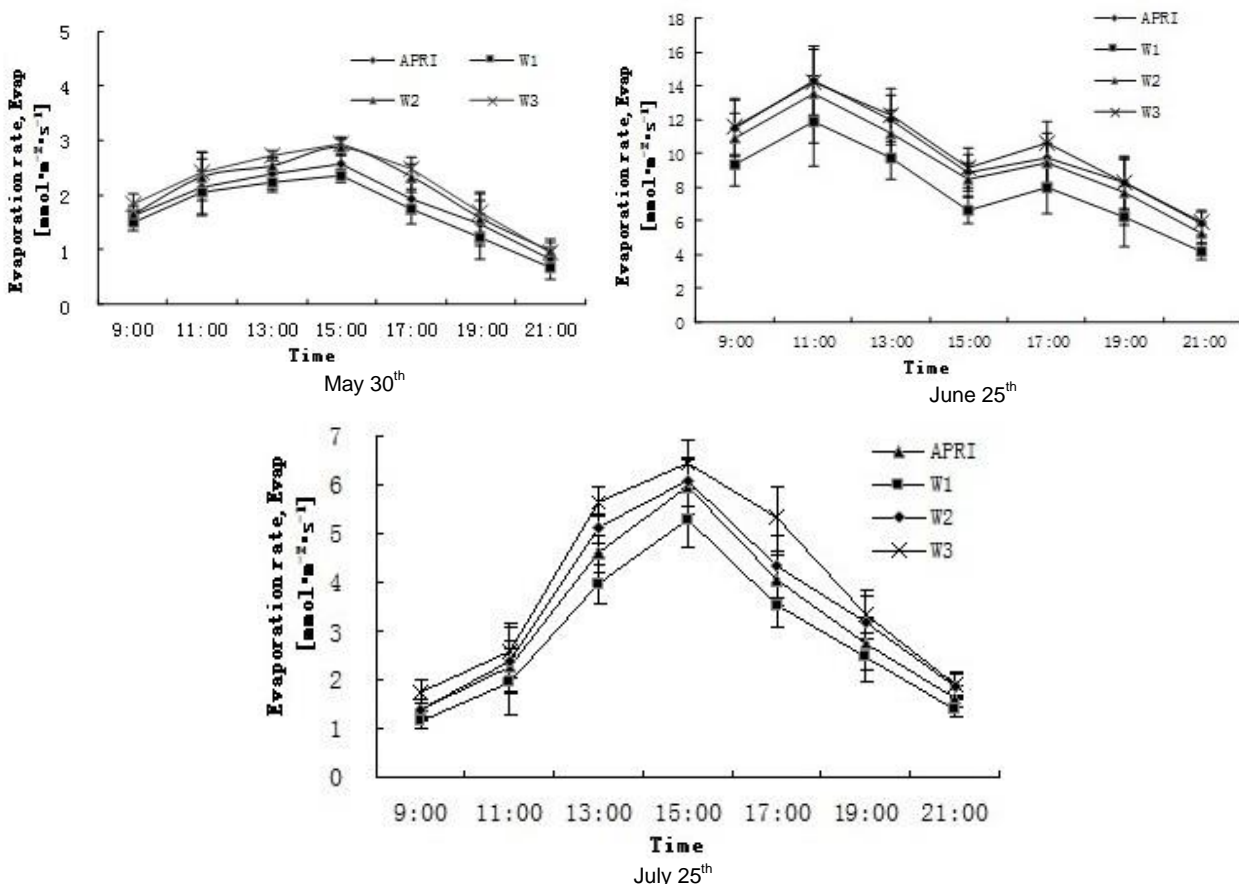 5
4
3
2
1
0
Evaporation rate, Evap
[mmol·m⁻²·s⁻¹]
APRI W1
W2 W3
9:00 11:00 13:00 15:00 17:00 19:00 21:00
Time
May 30th
18
16
14
12
10
8
6
4
2
0
Evaporation rate, Evap
[mmol·m⁻²·s⁻¹]
APRI
W1
W2
W3
9:00 11:00 13:00 15:00 17:00 19:00 21:00
Time
June 25th
7
6
5
4
3
2
1
0
Evaporation rate, Evap
[mmol·m⁻²·s⁻¹]
APRI
W1
W2
W3
9:00 11:00 13:00 15:00 17:00 19:00 21:00
Time
July 25th